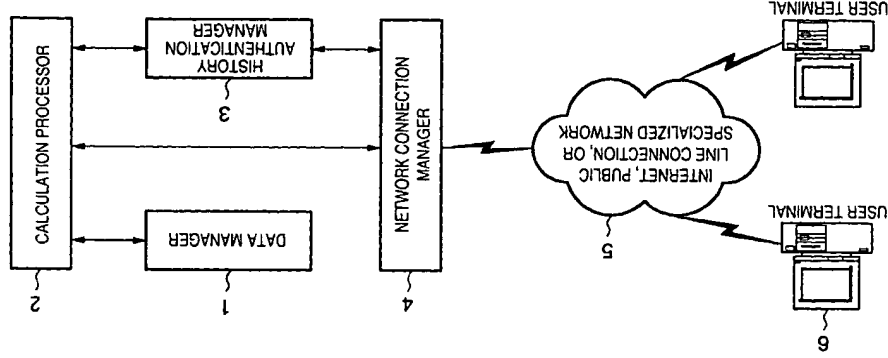 6
USER TERMINAL
5
INTERNET, PUBLIC
LINE CONNECTION, OR
SPECIALIZED NETWORK
USER TERMINAL
4
NETWORK CONNECTION
MANAGER
1
DATA MANAGER
3
HISTORY
AUTHENTICATION
MANAGER
2
CALCULATION PROCESSOR